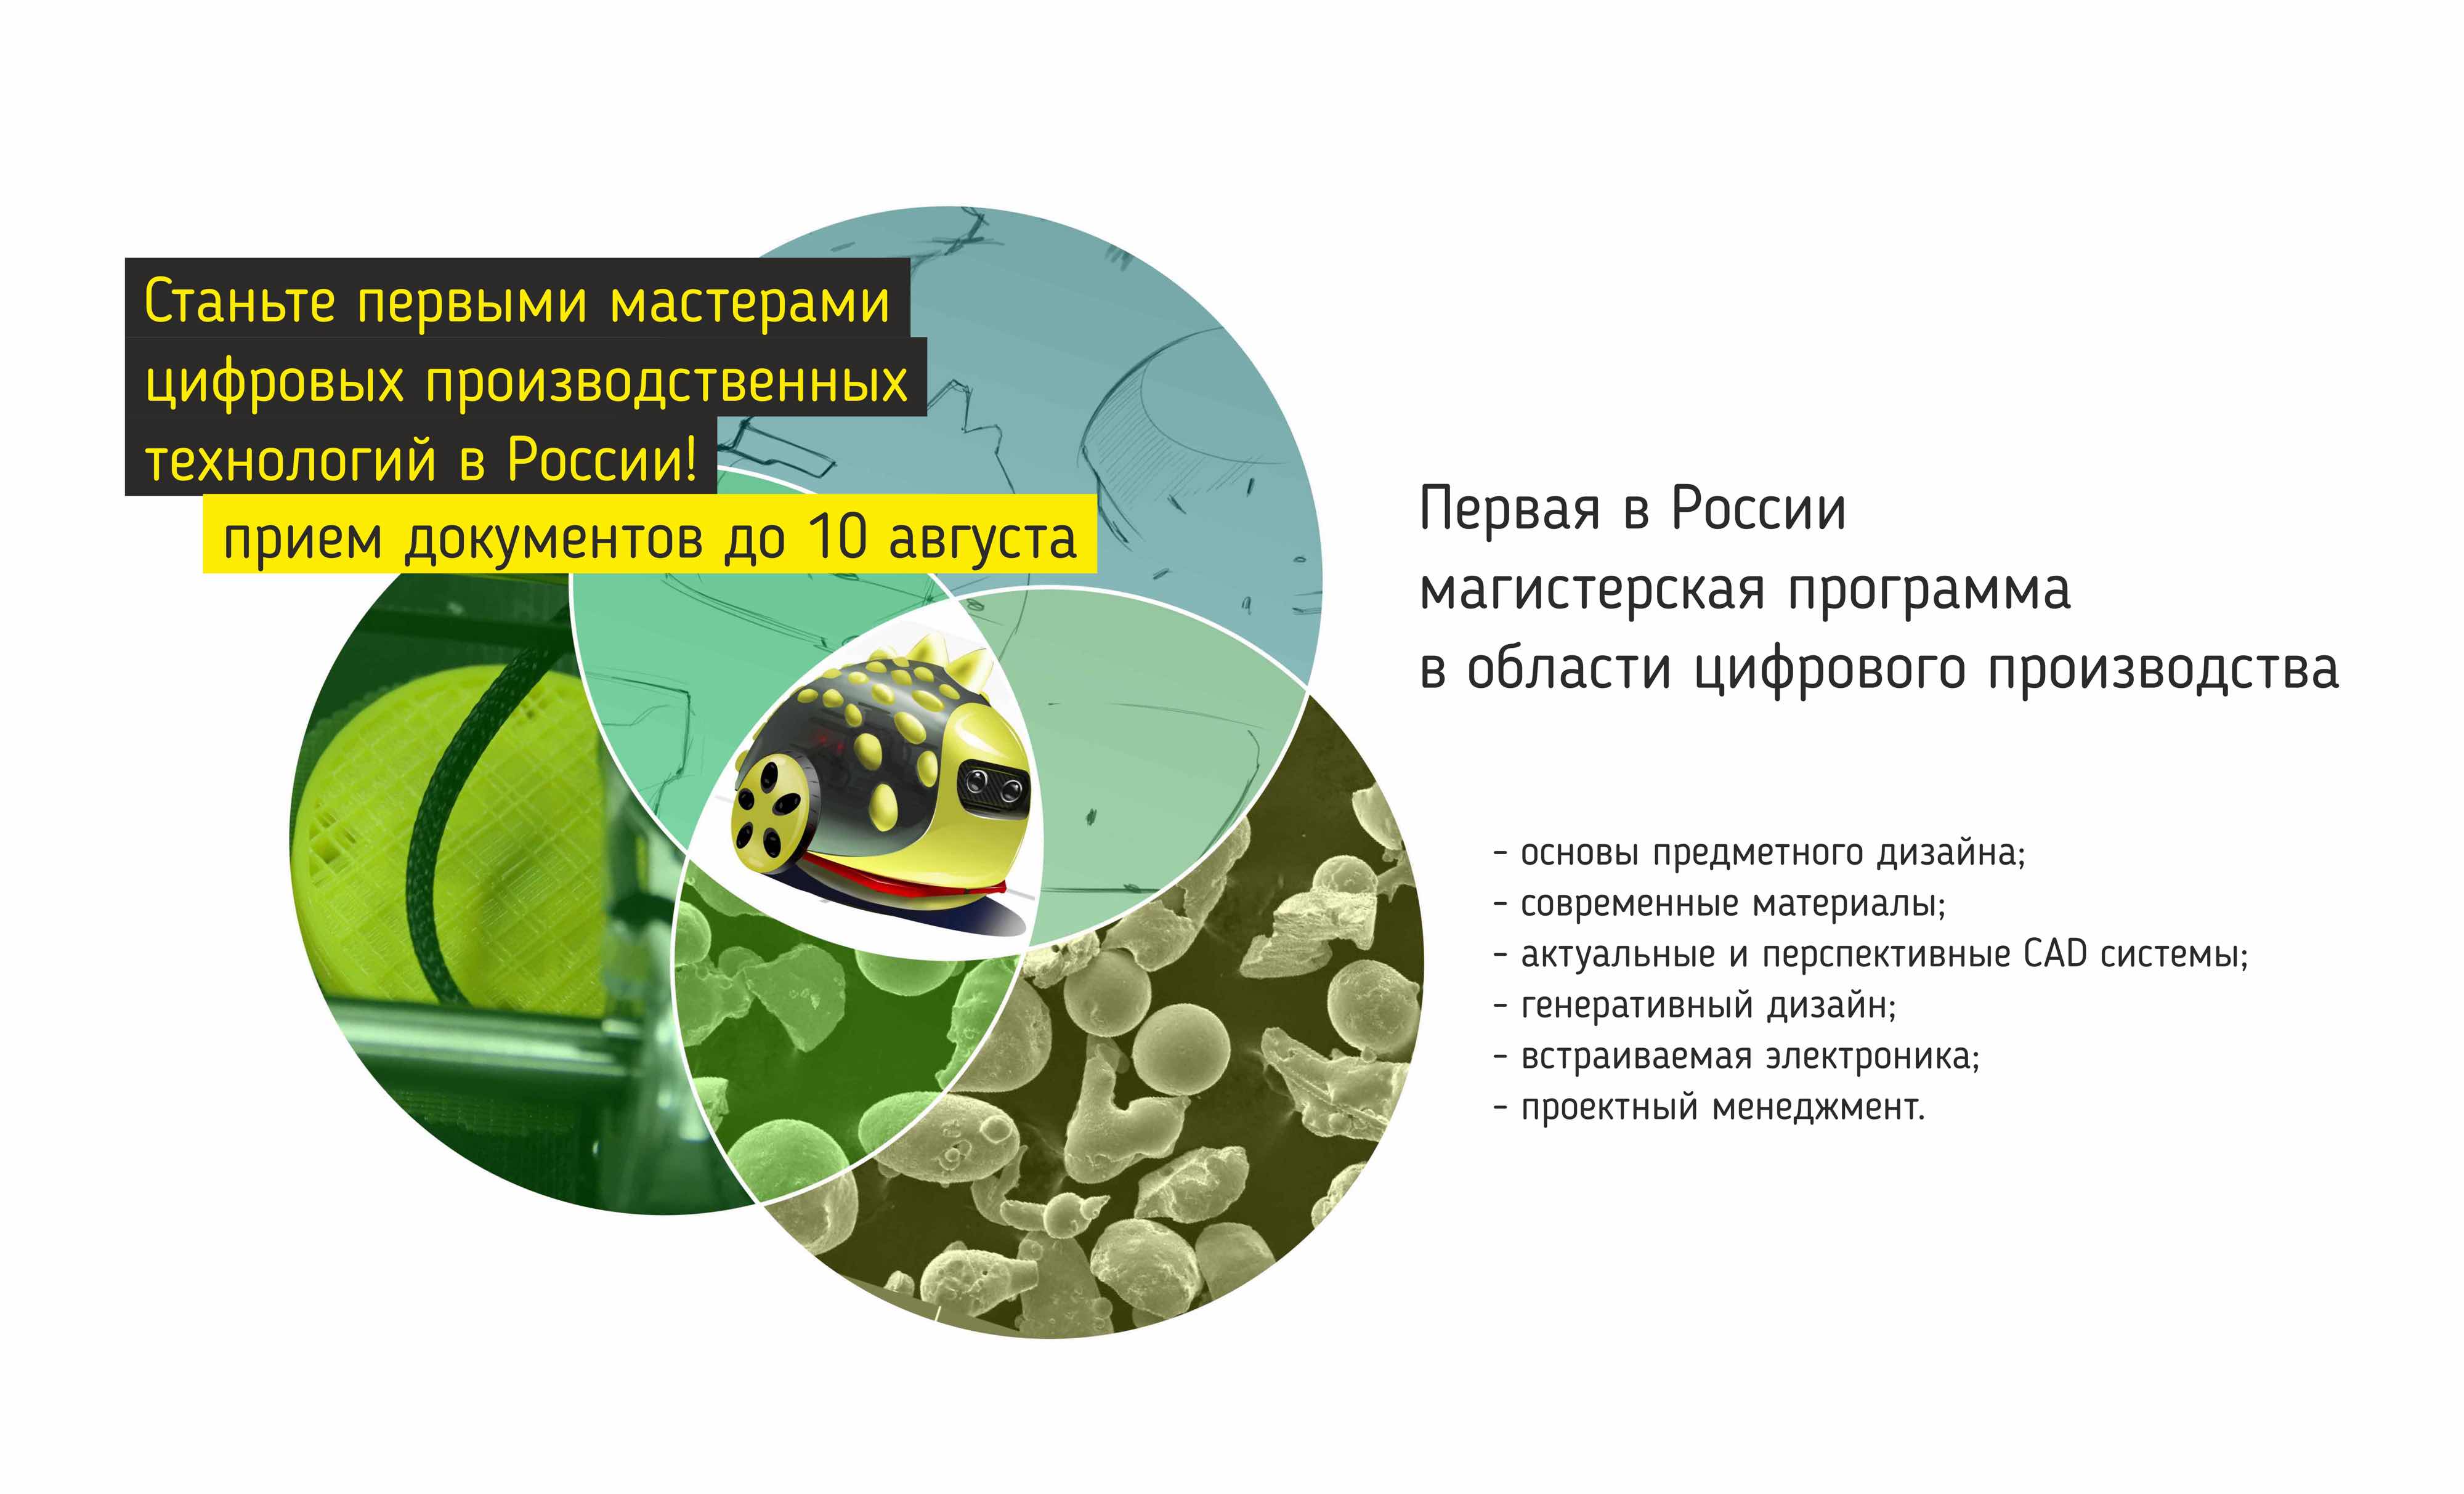 Станьте первыми мастерами
цифровых производственных
технологий в России!
прием документов до 10 августа
Первая в России
магистерская программа
в области цифрового производства
- основы предметного дизайна;
- современные материалы;
- актуальные и перспективные CAD системы;
- генеративный дизайн;
- встраиваемая электроника;
- проектный менеджмент.